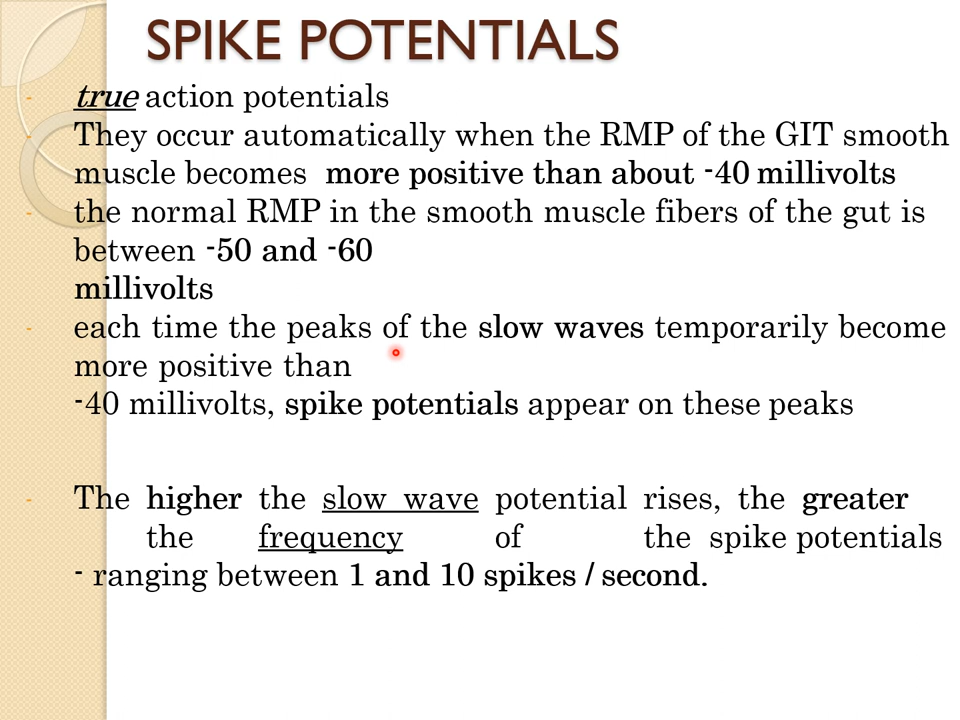 SPIKE POTENTIALS
- true action potentials
- They occur automatically when the RMP of the GIT smooth
muscle becomes more positive than about -40 millivolts
- the normal RMP in the smooth muscle fibers of the gut is
between -50 and -60
millivolts
- each time the peaks of the slow waves temporarily become
more positive than
-40 millivolts, spike potentials appear on these peaks
- The higher the slow wave potential rises, the greater
the frequency of the spike potentials
- ranging between 1 and 10 spikes / second.